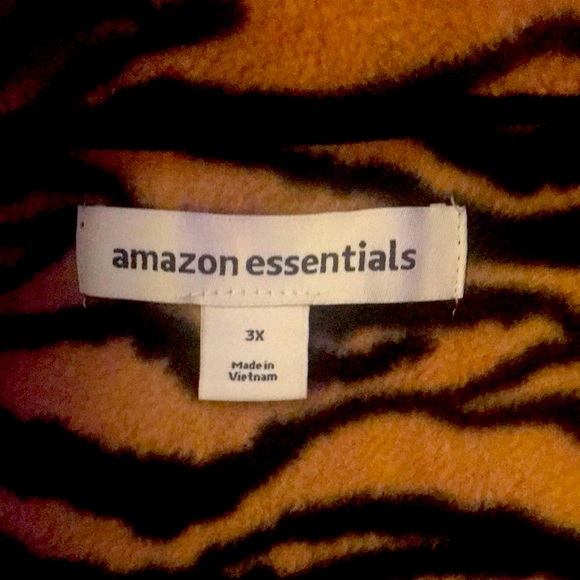 amazon essentials
3X
Made in
Vietnam